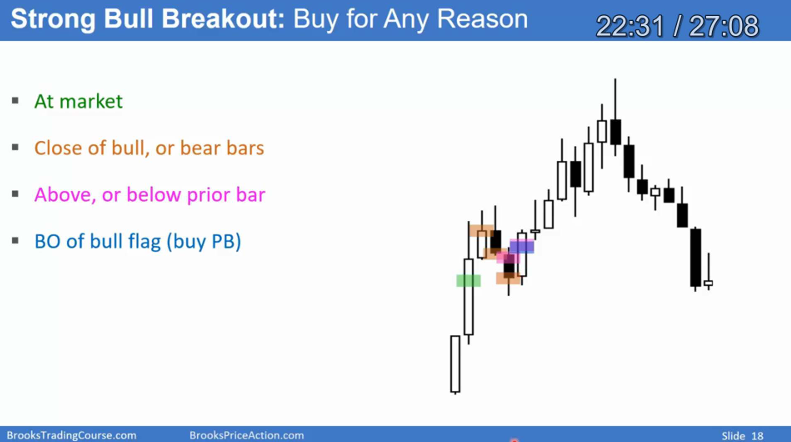 Strong Bull Breakout: Buy for Any Reason
22:31 / 27:08
▪ At market
▪ Close of bull, or bear bars
▪ Above, or below prior bar
▪ BO of bull flag (buy PB)
BrooksTradingCourse.com BrooksPriceAction.com Slide 18